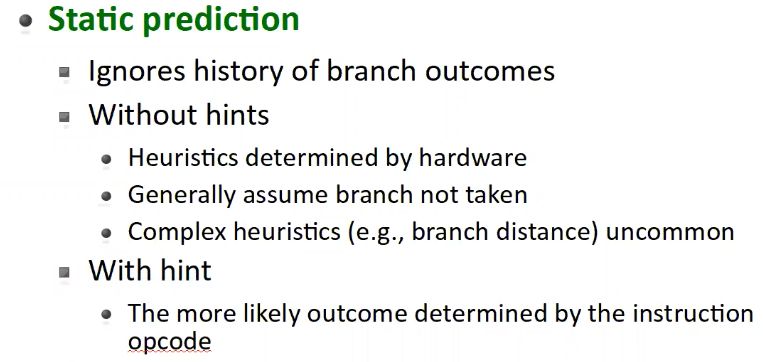 Static prediction
Ignores history of branch outcomes
Without hints
Heuristics determined by hardware
Generally assume branch not taken
Complex heuristics (e.g., branch distance) uncommon
With hint
The more likely outcome determined by the instruction
opcode